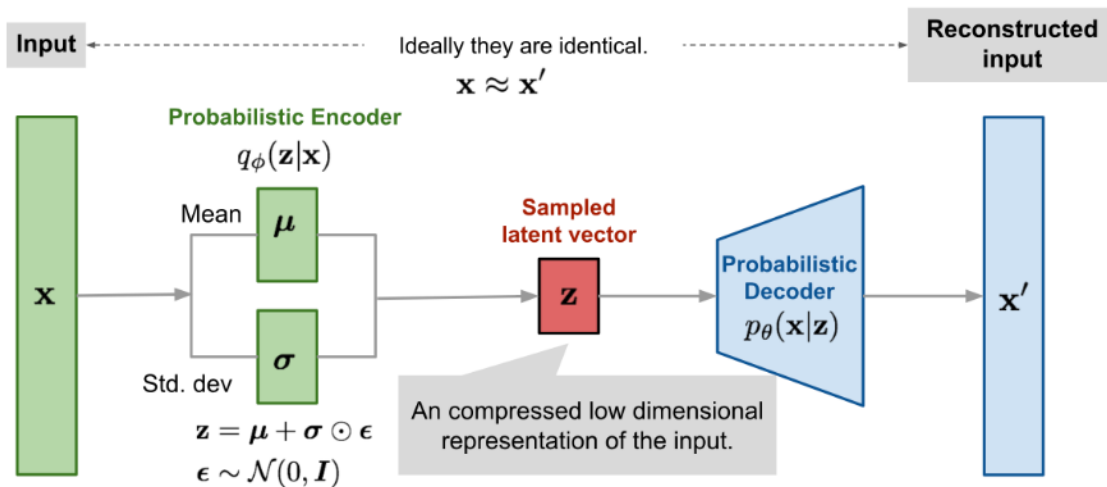 Input
Ideally they are identical.
x ≈ x′
Reconstructed
input
Probabilistic Encoder
qϕ(z|x)
Mean
μ
Sampled
latent vector
x
z
Probabilistic
Decoder
pθ(x|z)
x′
σ
Std. dev
z = μ + σ ⊙ ϵ
ϵ ∼ 𝒩(0, I)
An compressed low dimensional
representation of the input.